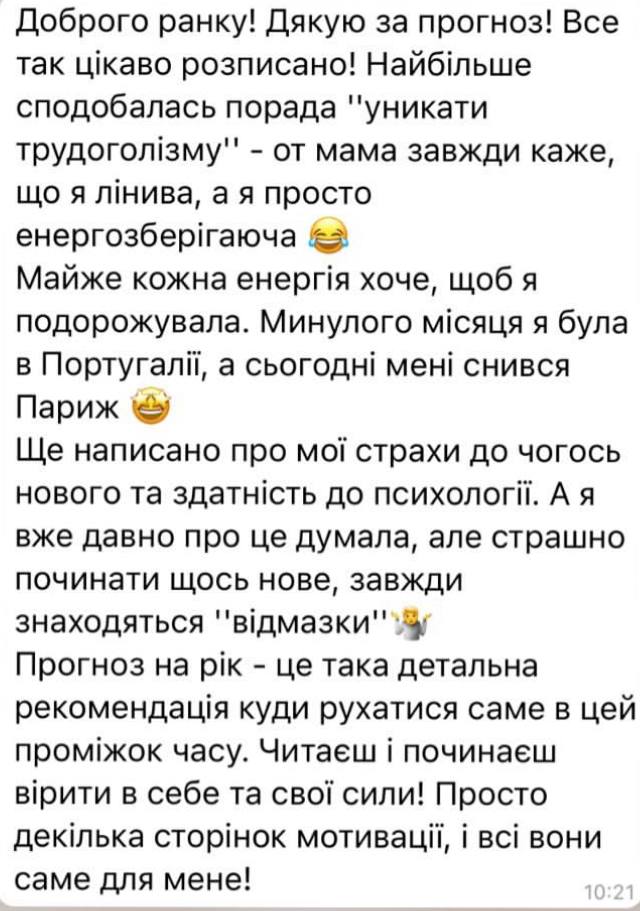 Доброго ранку! Дякую за прогноз! Все
так цікаво розписано! Найбільше
сподобалась порада ''уникати
трудоголізму'' - от мама завжди каже,
що я лінива, а я просто
енергозберігаюча 😂
Майже кожна енергія хоче, щоб я
подорожувала. Минулого місяця я була
в Португалії, а сьогодні мені снився
Париж 🤩
Ще написано про мої страхи до чогось
нового та здатність до психології. А я
вже давно про це думала, але страшно
починати щось нове, завжди
знаходяться ''відмазки''🤷‍♂️
Прогноз на рік - це така детальна
рекомендація куди рухатися саме в цей
проміжок часу. Читаєш і починаєш
вірити в себе та свої сили! Просто
декілька сторінок мотивації, і всі вони
саме для мене!
10:21